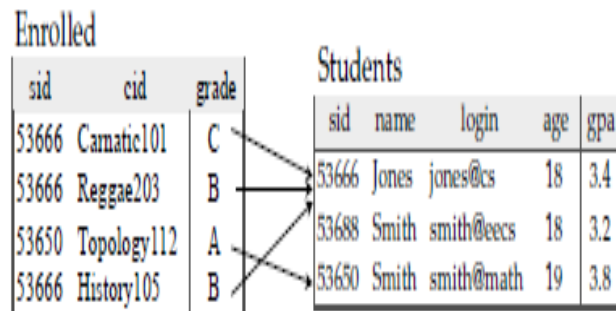 Enrolled
sid cid grade
53666 Carnatic101 C
53666 Reggae203 B
53650 Topology112 A
53666 History105 B
Students
sid name login age gpa
53666 Jones jones@cs 18 3.4
53688 Smith smith@eecs 18 3.2
53650 Smith smith@math 19 3.8